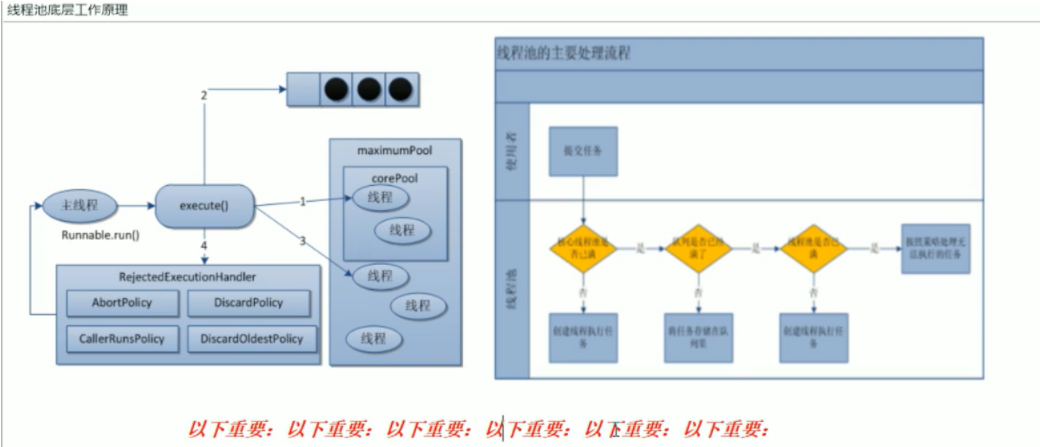 线程池底层工作原理
2
maximumPool
corePool
线程
线程
主线程
execute()
1
3
Runnable.run()
4
线程
线程
线程
RejectedExecutionHandler
AbortPolicy
DiscardPolicy
CallerRunsPolicy
DiscardOldestPolicy
线程池的主要处理流程
使用者
提交任务
线程池
核心线程池是
否已满
是
队列是否已经
满了
是
线程池是否已
满
是
按照策略处理无
法执行的任务
否
否
否
创建线程执行任
务
将任务存储在队
列里
创建线程执行任
务
以下重要：以下重要：以下重要：以下重要：以下重要：以下重要：